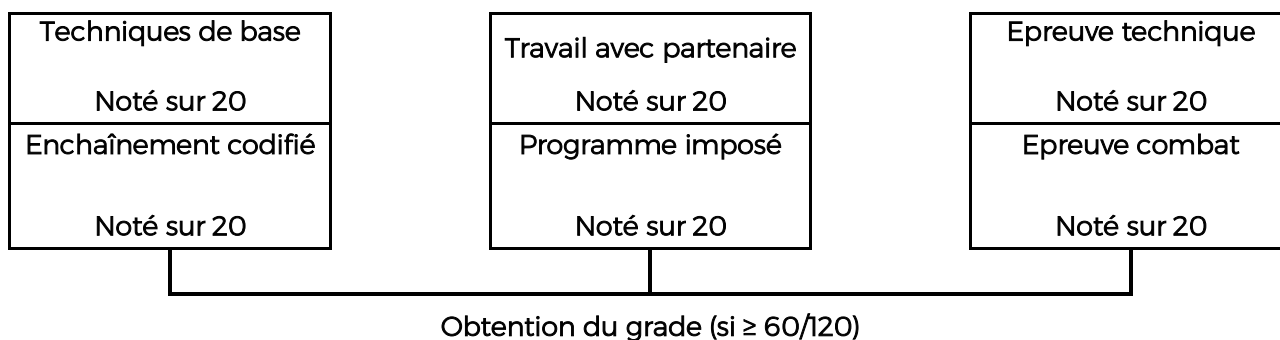 Techniques de base
Noté sur 20
Enchaînement codifié
Noté sur 20
Travail avec partenaire
Noté sur 20
Programme imposé
Noté sur 20
Epreuve technique
Noté sur 20
Epreuve combat
Noté sur 20
Obtention du grade (si ≥ 60/120)